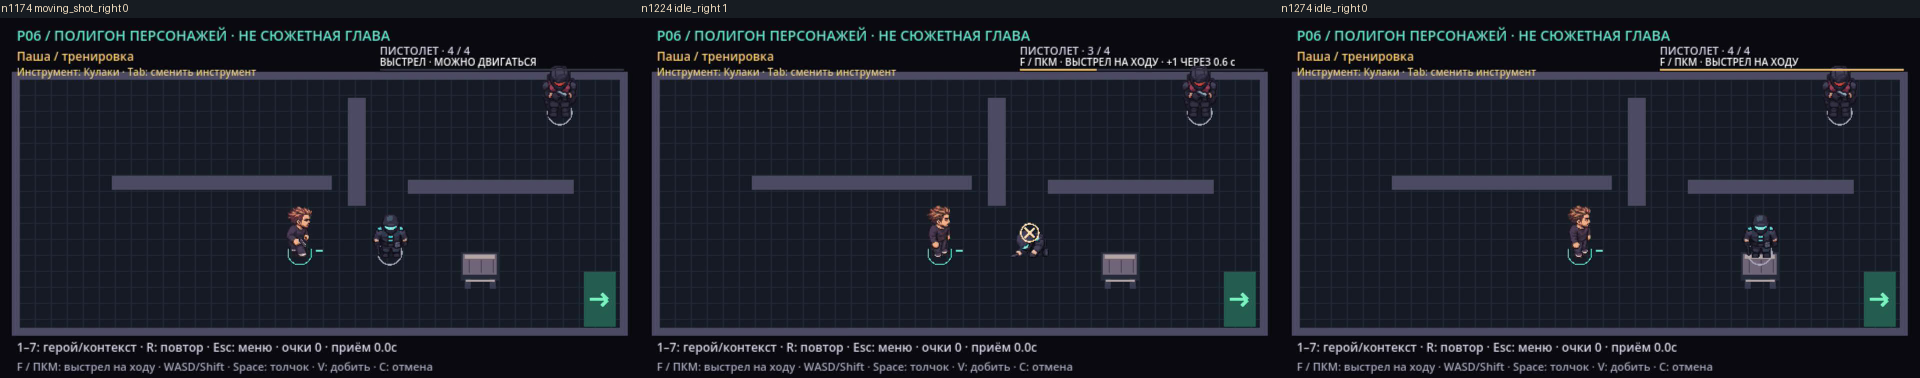 n1174 moving_shot_right 0
P06 / ПОЛИГОН ПЕРСОНАЖЕЙ · НЕ СЮЖЕТНАЯ ГЛАВА
Паша / тренировка
ПИСТОЛЕТ · 4 / 4
ВЫСТРЕЛ · МОЖНО ДВИГАТЬСЯ
Инструмент: Кулаки · Tab: сменить инструмент
1–7: герой/контекст · R: повтор · Esc: меню · очки 0 · приём 0.0с
F / ПКМ: выстрел на ходу · WASD/Shift · Space: толчок · V: добить · C: отмена
n1224 idle_right 1
P06 / ПОЛИГОН ПЕРСОНАЖЕЙ · НЕ СЮЖЕТНАЯ ГЛАВА
Паша / тренировка
ПИСТОЛЕТ · 3 / 4
F / ПКМ · ВЫСТРЕЛ НА ХОДУ · +1 ЧЕРЕЗ 0.6 с
Инструмент: Кулаки · Tab: сменить инструмент
1–7: герой/контекст · R: повтор · Esc: меню · очки 0 · приём 0.0с
F / ПКМ: выстрел на ходу · WASD/Shift · Space: толчок · V: добить · C: отмена
n1274 idle_right 0
P06 / ПОЛИГОН ПЕРСОНАЖЕЙ · НЕ СЮЖЕТНАЯ ГЛАВА
Паша / тренировка
ПИСТОЛЕТ · 4 / 4
F / ПКМ · ВЫСТРЕЛ НА ХОДУ
Инструмент: Кулаки · Tab: сменить инструмент
1–7: герой/контекст · R: повтор · Esc: меню · очки 0 · приём 0.0с
F / ПКМ: выстрел на ходу · WASD/Shift · Space: толчок · V: добить · C: отмена